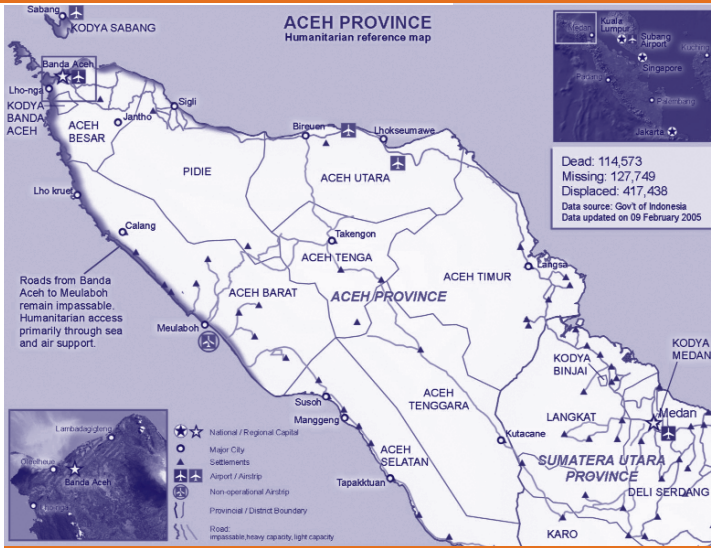 ACEH PROVINCE
Humanitarian reference map
Sabang
KODYA SABANG
Banda Aceh
Lho-nga
KODYA
BANDA
ACEH
ACEH
BESAR
Jantho
Sigli
PIDIE
Bireuen
Lhokseumawe
ACEH UTARA
Lho kruet
Calang
Takengon
ACEH TENGA
ACEH TIMUR
Langsa
ACEH BARAT
ACEH PROVINCE
Roads from Banda
Aceh to Meulaboh
remain impassable.
Humanitarian access
primarily through sea
and air support.
Meulaboh
Susoh
Manggeng
ACEH
TENGGARA
ACEH
SELATAN
Tapakktuan
Kutacane
KODYA
BINJAI
KODYA
MEDAN
LANGKAT
Medan
SUMATERA UTARA
PROVINCE
DELI SERDANG
KARO
Medan
Kuala
Lumpur
Subang
Airport
Kuching
Singapore
Padang
Palembang
Jakarta
Dead: 114,573
Missing: 127,749
Displaced: 417,438
Data source: Gov't of Indonesia
Data updated on 09 February 2005
Lambadagigteng
Oleelheue
Banda Aceh
National / Regional Capital
Major City
Settlements
Airport / Airstrip
Non-operational Airstrip
Provincial / District Boundary
Road:
impassable,heavy capacity, light capacity